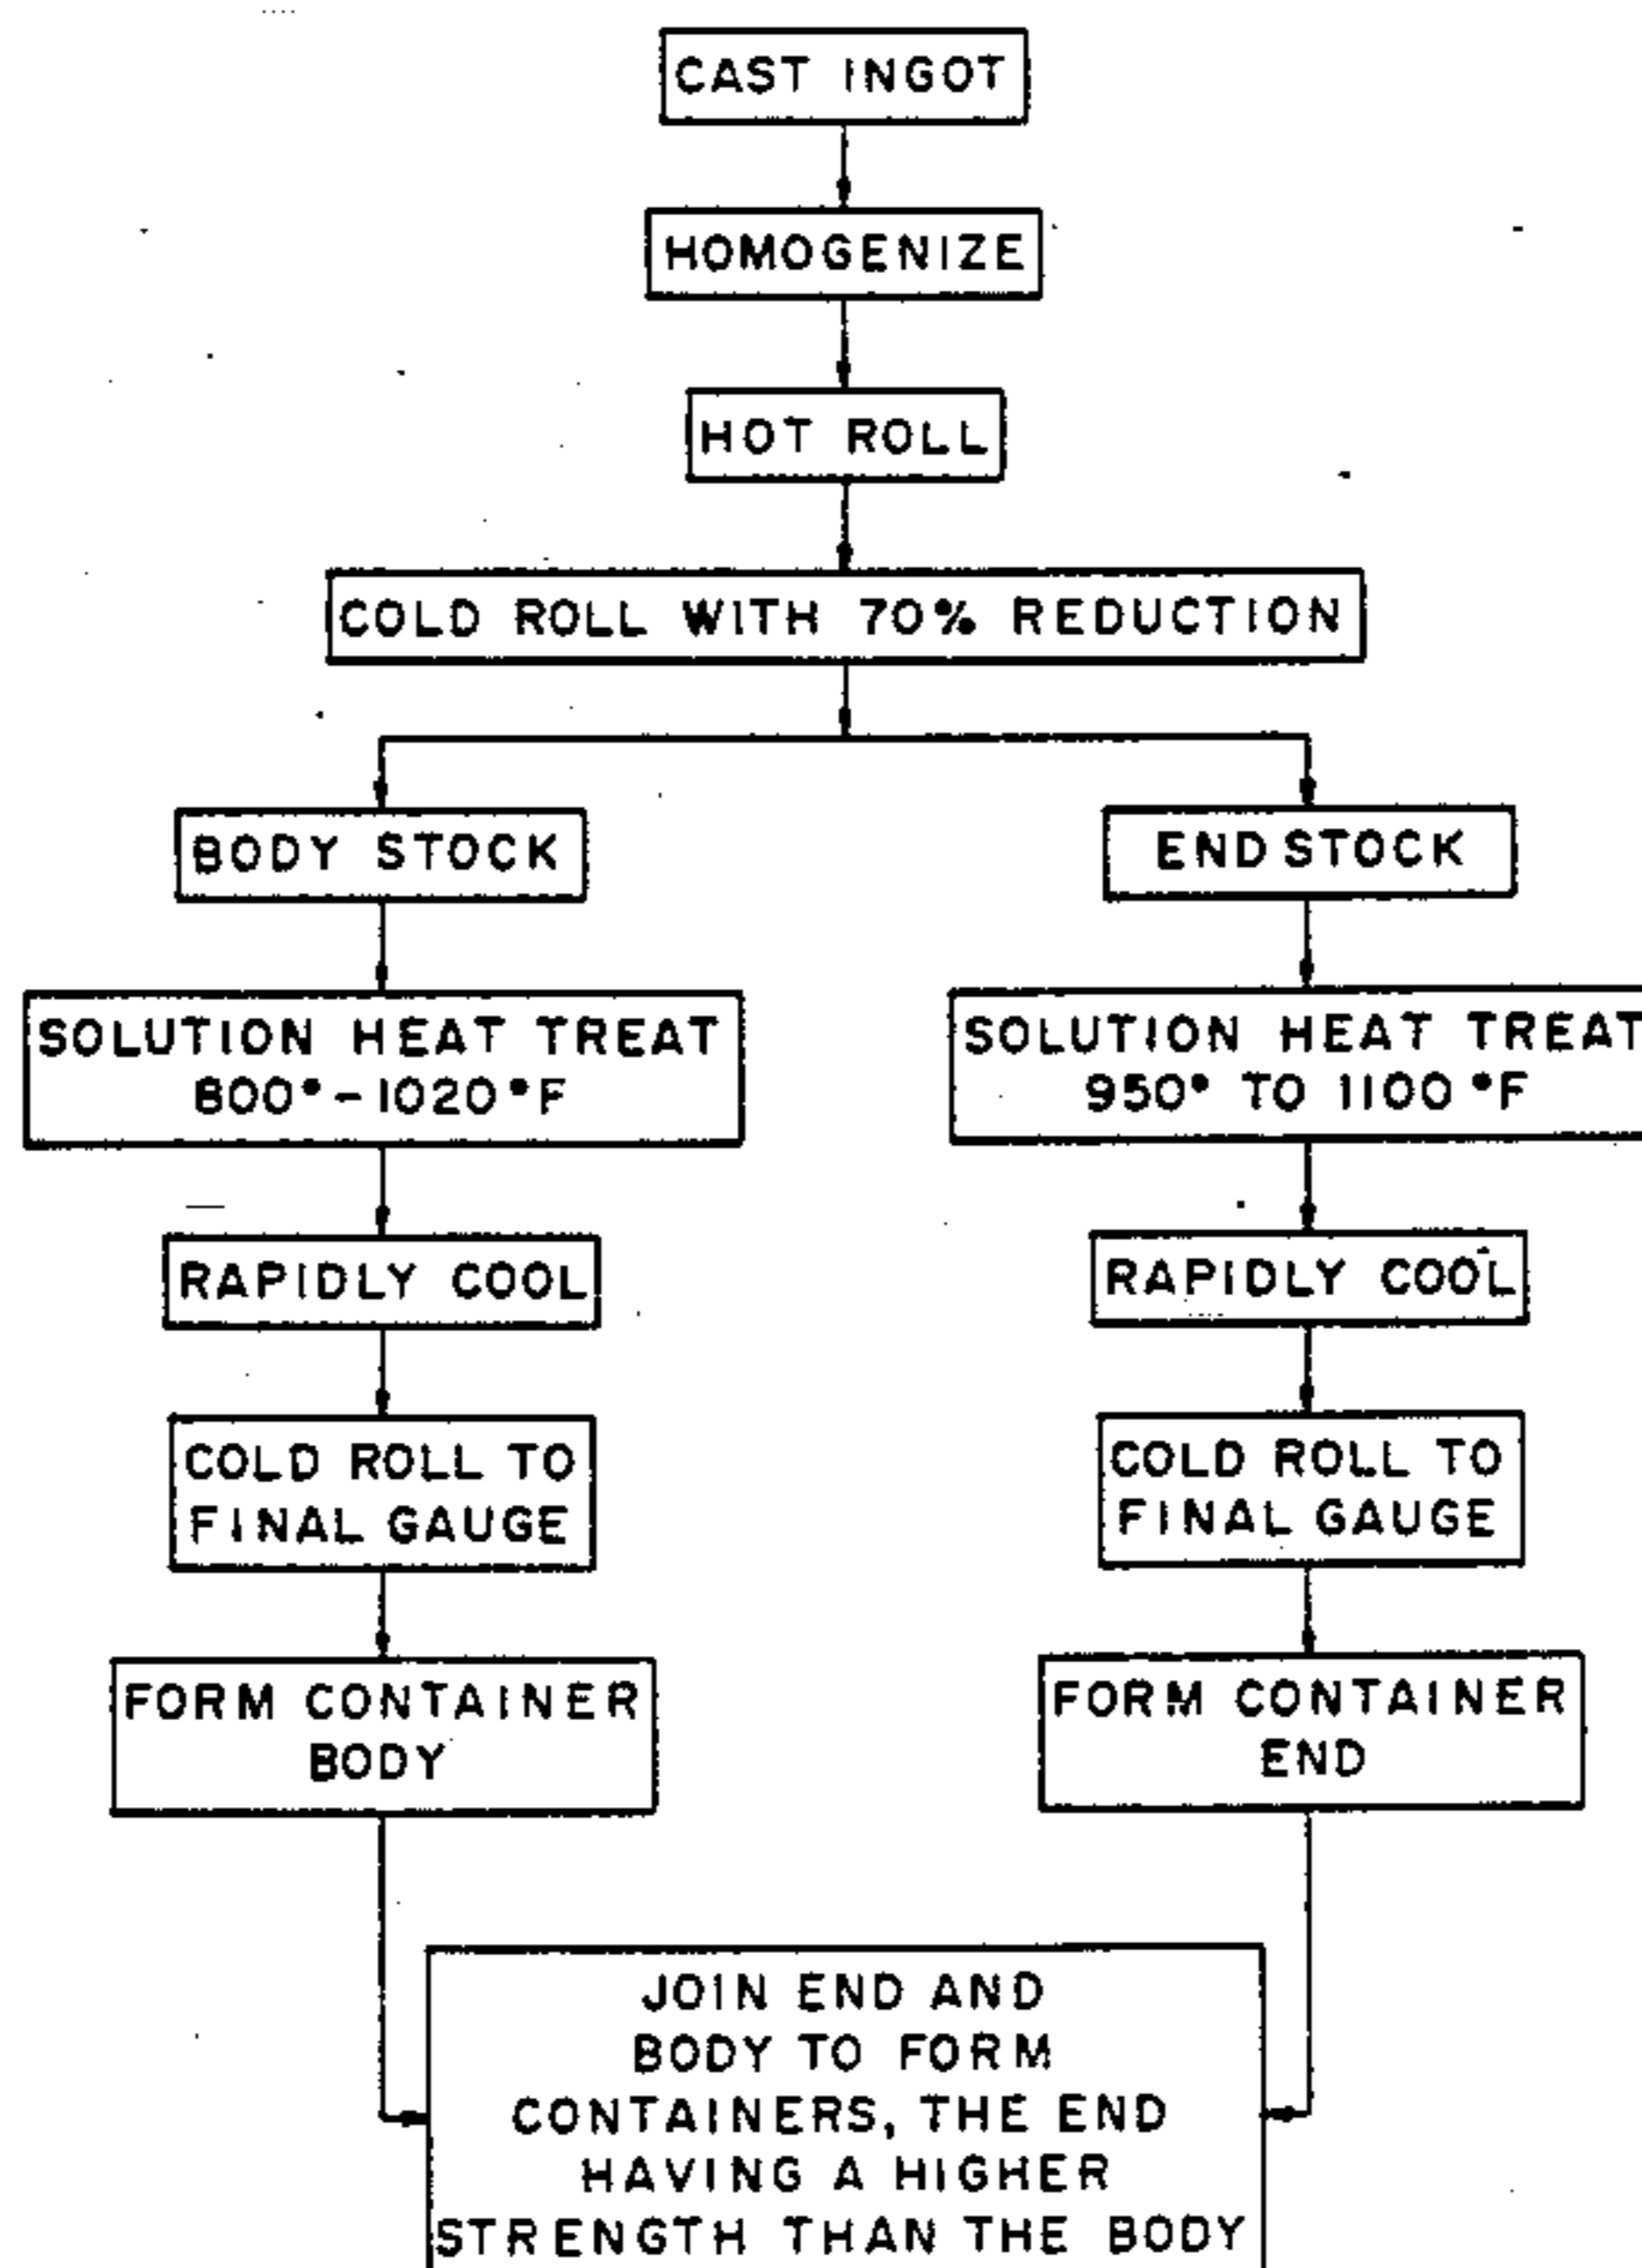 CAST INGOT
HOMOGENIZE
HOT ROLL
COLD ROLL WITH 70% REDUCTION
BODY STOCK
END STOCK
SOLUTION HEAT TREAT
800°-1020°F
SOLUTION HEAT TREAT
950° TO 1100°F
RAPIDLY COOL
RAPIDLY COOL
COLD ROLL TO
FINAL GAUGE
COLD ROLL TO
FINAL GAUGE
FORM CONTAINER
BODY
FORM CONTAINER
END
JOIN END AND
BODY TO FORM
CONTAINERS, THE END
HAVING A HIGHER
STRENGTH THAN THE BODY